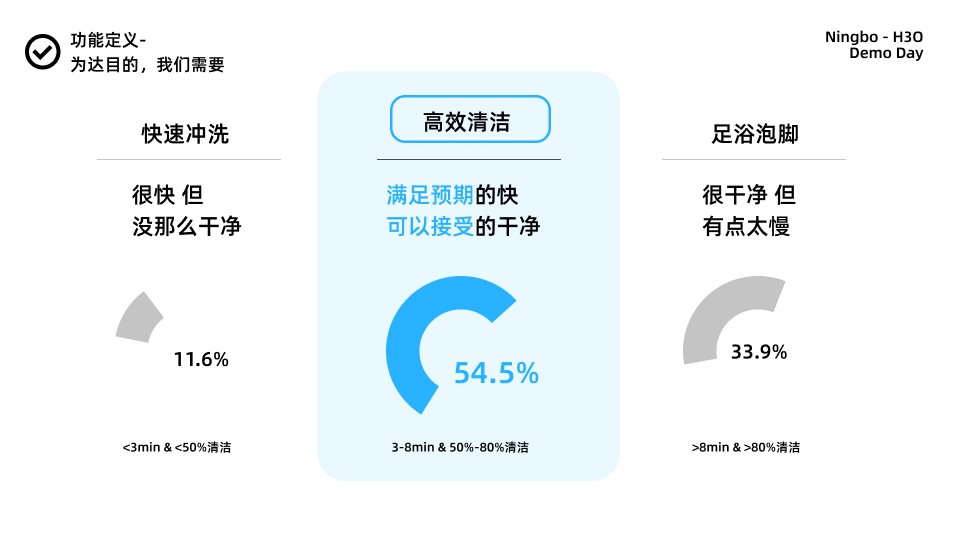 功能定义-
为达目的，我们需要
Ningbo - H3O
Demo Day
快速冲洗
很快 但
没那么干净
11.6%
<3min & <50%清洁
高效清洁
满足预期的快
可以接受的干净
54.5%
3-8min & 50%-80%清洁
足浴泡脚
很干净 但
有点太慢
33.9%
>8min & >80%清洁